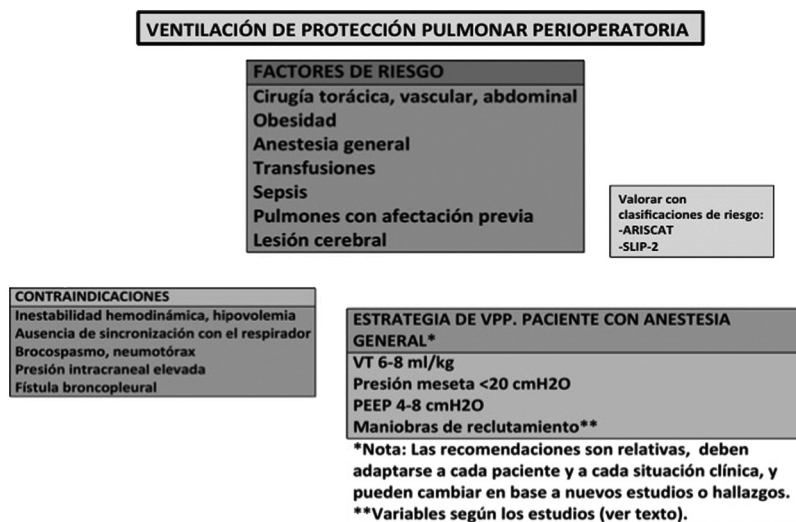 VENTILACIÓN DE PROTECCIÓN PULMONAR PERIOPERATORIA
FACTORES DE RIESGO
Cirugía torácica, vascular, abdominal
Obesidad
Anestesia general
Transfusiones
Sepsis
Pulmones con afectación previa
Lesión cerebral
Valorar con
clasificaciones de riesgo:
-ARISCAT
-SLIP-2
CONTRAINDICACIONES
Inestabilidad hemodinámica, hipovolemia
Ausencia de sincronización con el respirador
Brocospasmo, neumotórax
Presión intracraneal elevada
Fístula broncopleural
ESTRATEGIA DE VPP. PACIENTE CON ANESTESIA
GENERAL*
VT 6-8 ml/kg
Presión meseta <20 cmH2O
PEEP 4-8 cmH2O
Maniobras de reclutamiento**
*Nota: Las recomendaciones son relativas, deben
adaptarse a cada paciente y a cada situación clínica, y
pueden cambiar en base a nuevos estudios o hallazgos.
**Variables según los estudios (ver texto).